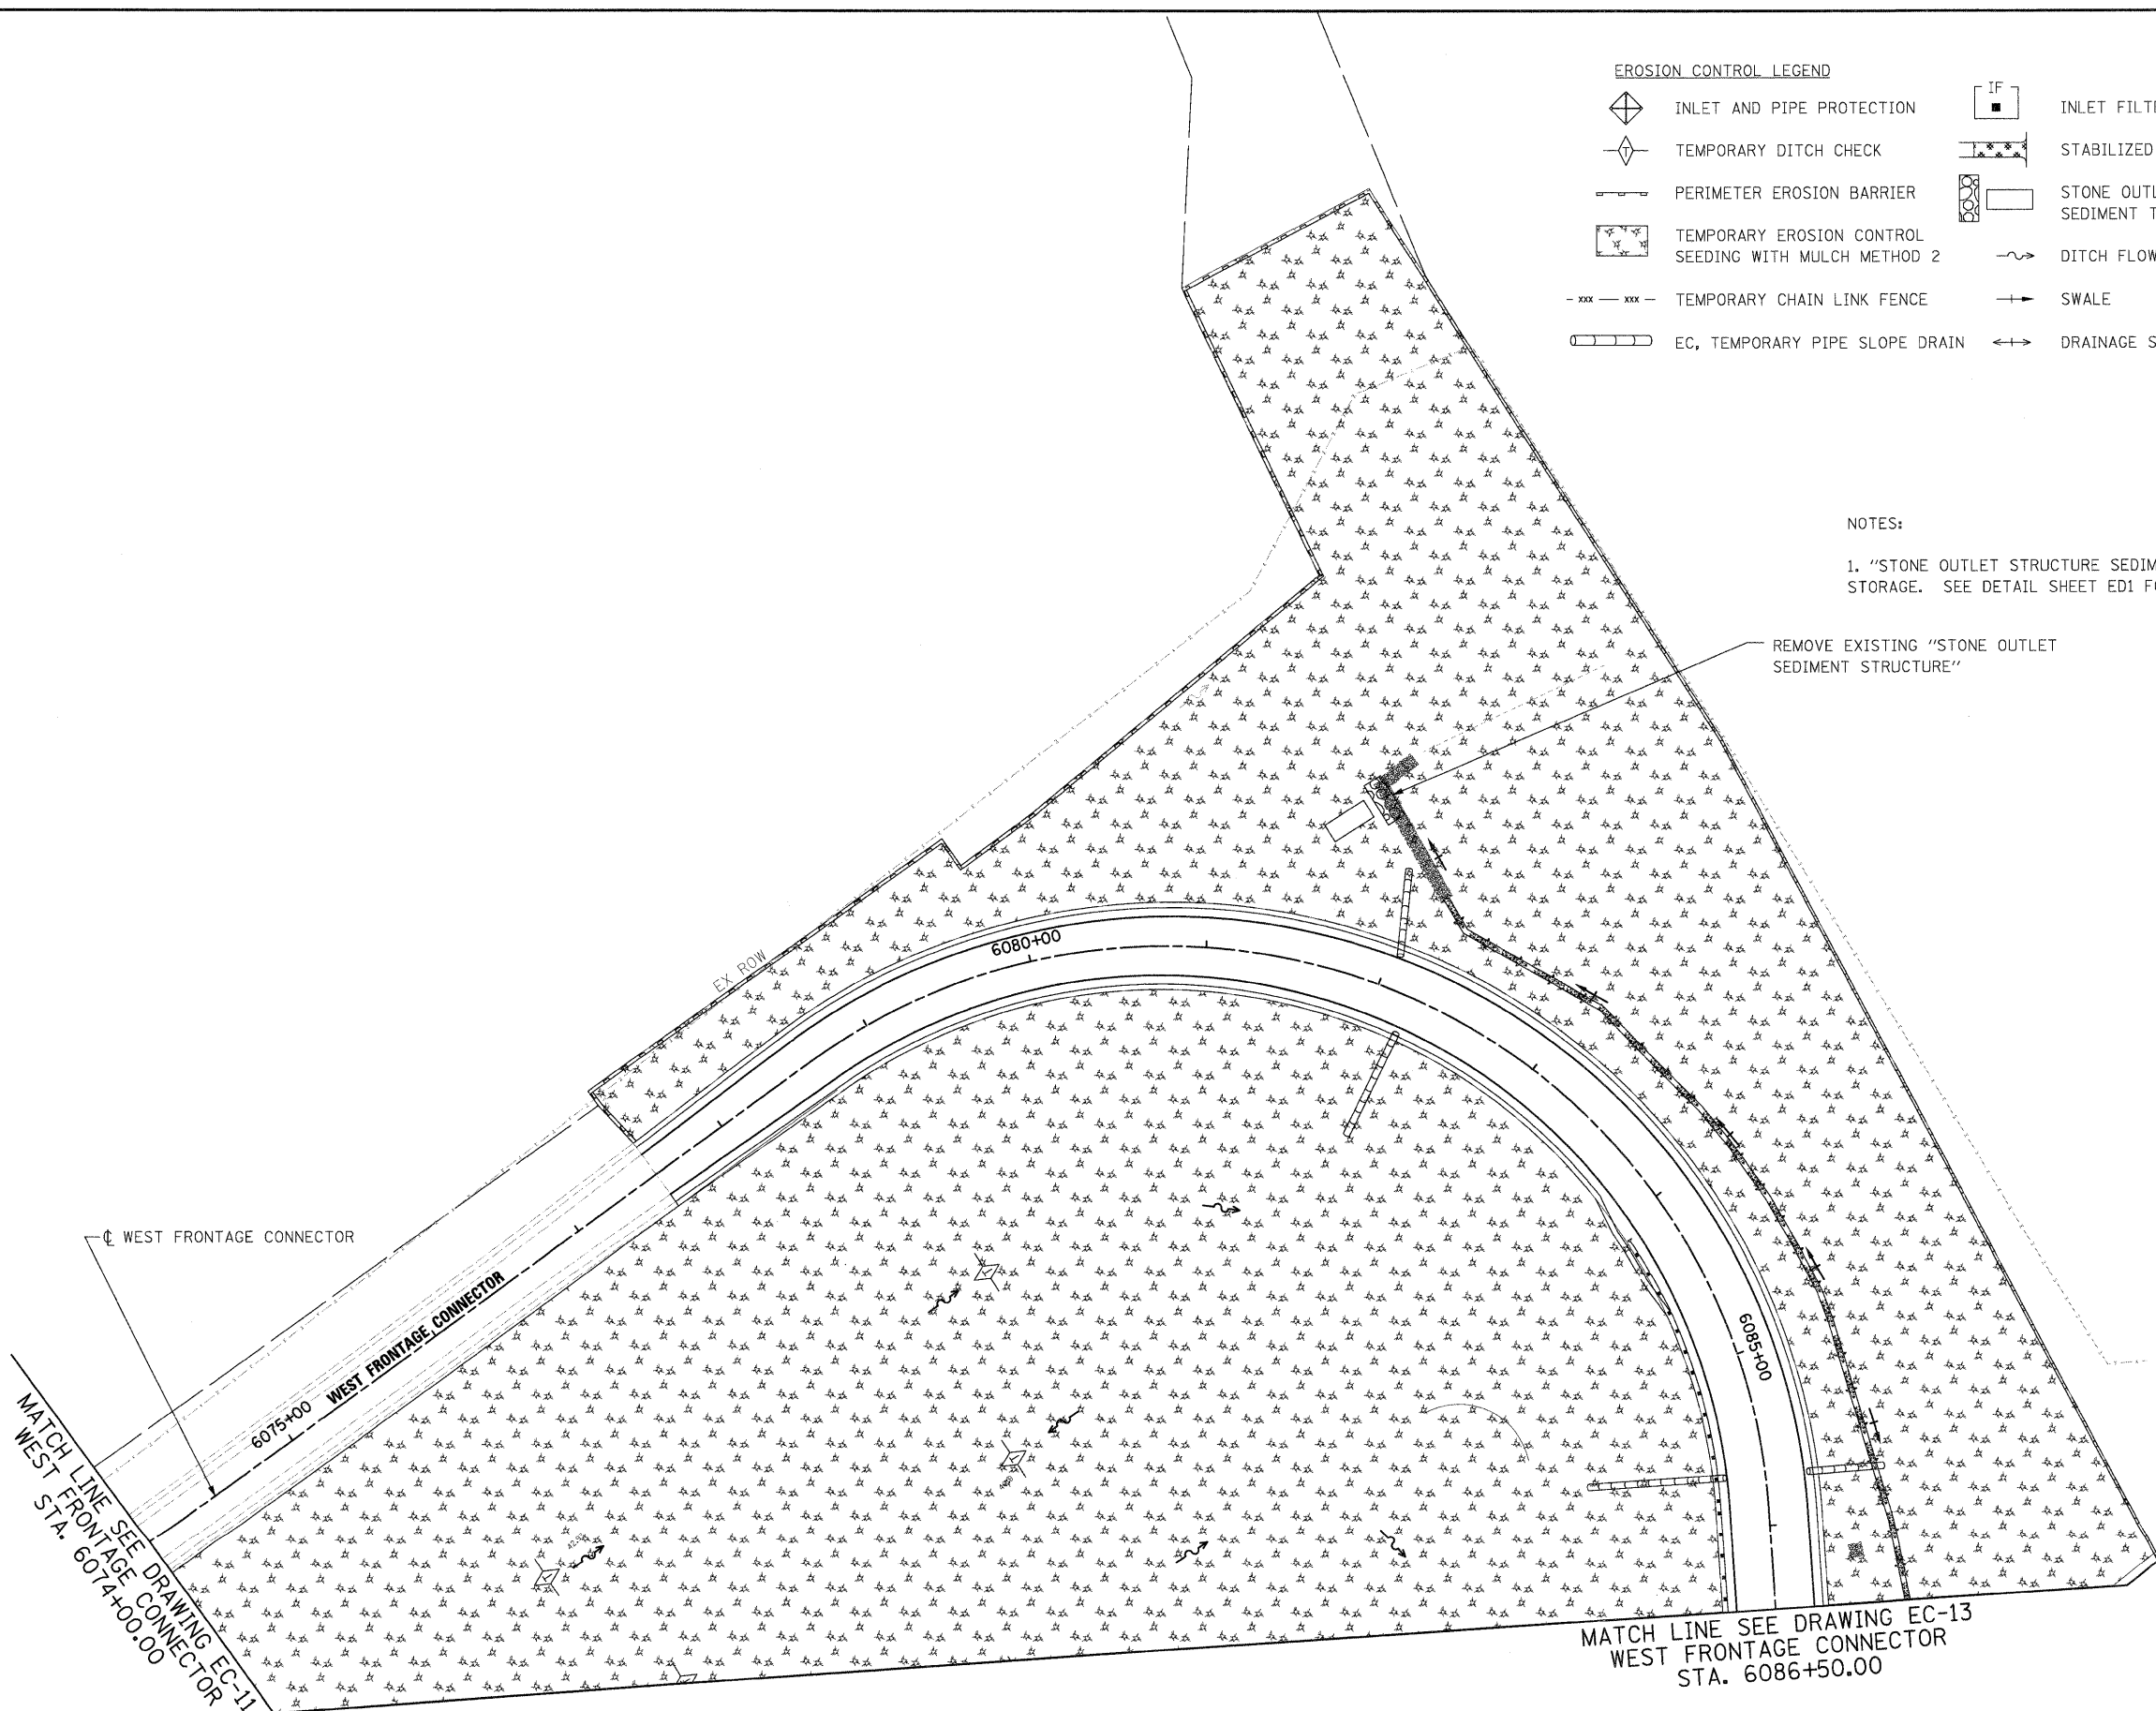 EROSION CONTROL LEGEND
INLET AND PIPE PROTECTION
T
TEMPORARY DITCH CHECK
PERIMETER EROSION BARRIER
TEMPORARY EROSION CONTROL
SEEDING WITH MULCH METHOD 2
- XXX — XXX -
TEMPORARY CHAIN LINK FENCE
EC, TEMPORARY PIPE SLOPE DRAIN
IF
INLET FILT
STABILIZED
STONE OUTL
SEDIMENT T
DITCH FLOW
SWALE
DRAINAGE S
NOTES:
1. "STONE OUTLET STRUCTURE SEDIM
STORAGE. SEE DETAIL SHEET ED1 F
REMOVE EXISTING "STONE OUTLET
SEDIMENT STRUCTURE"
EX ROW
6080+00
℄ WEST FRONTAGE CONNECTOR
WEST FRONTAGE CONNECTOR
6075+00
6085+00
MATCH LINE SEE DRAWING EC-11
WEST FRONTAGE CONNECTOR
STA. 6074+00.00
MATCH LINE SEE DRAWING EC-13
WEST FRONTAGE CONNECTOR
STA. 6086+50.00